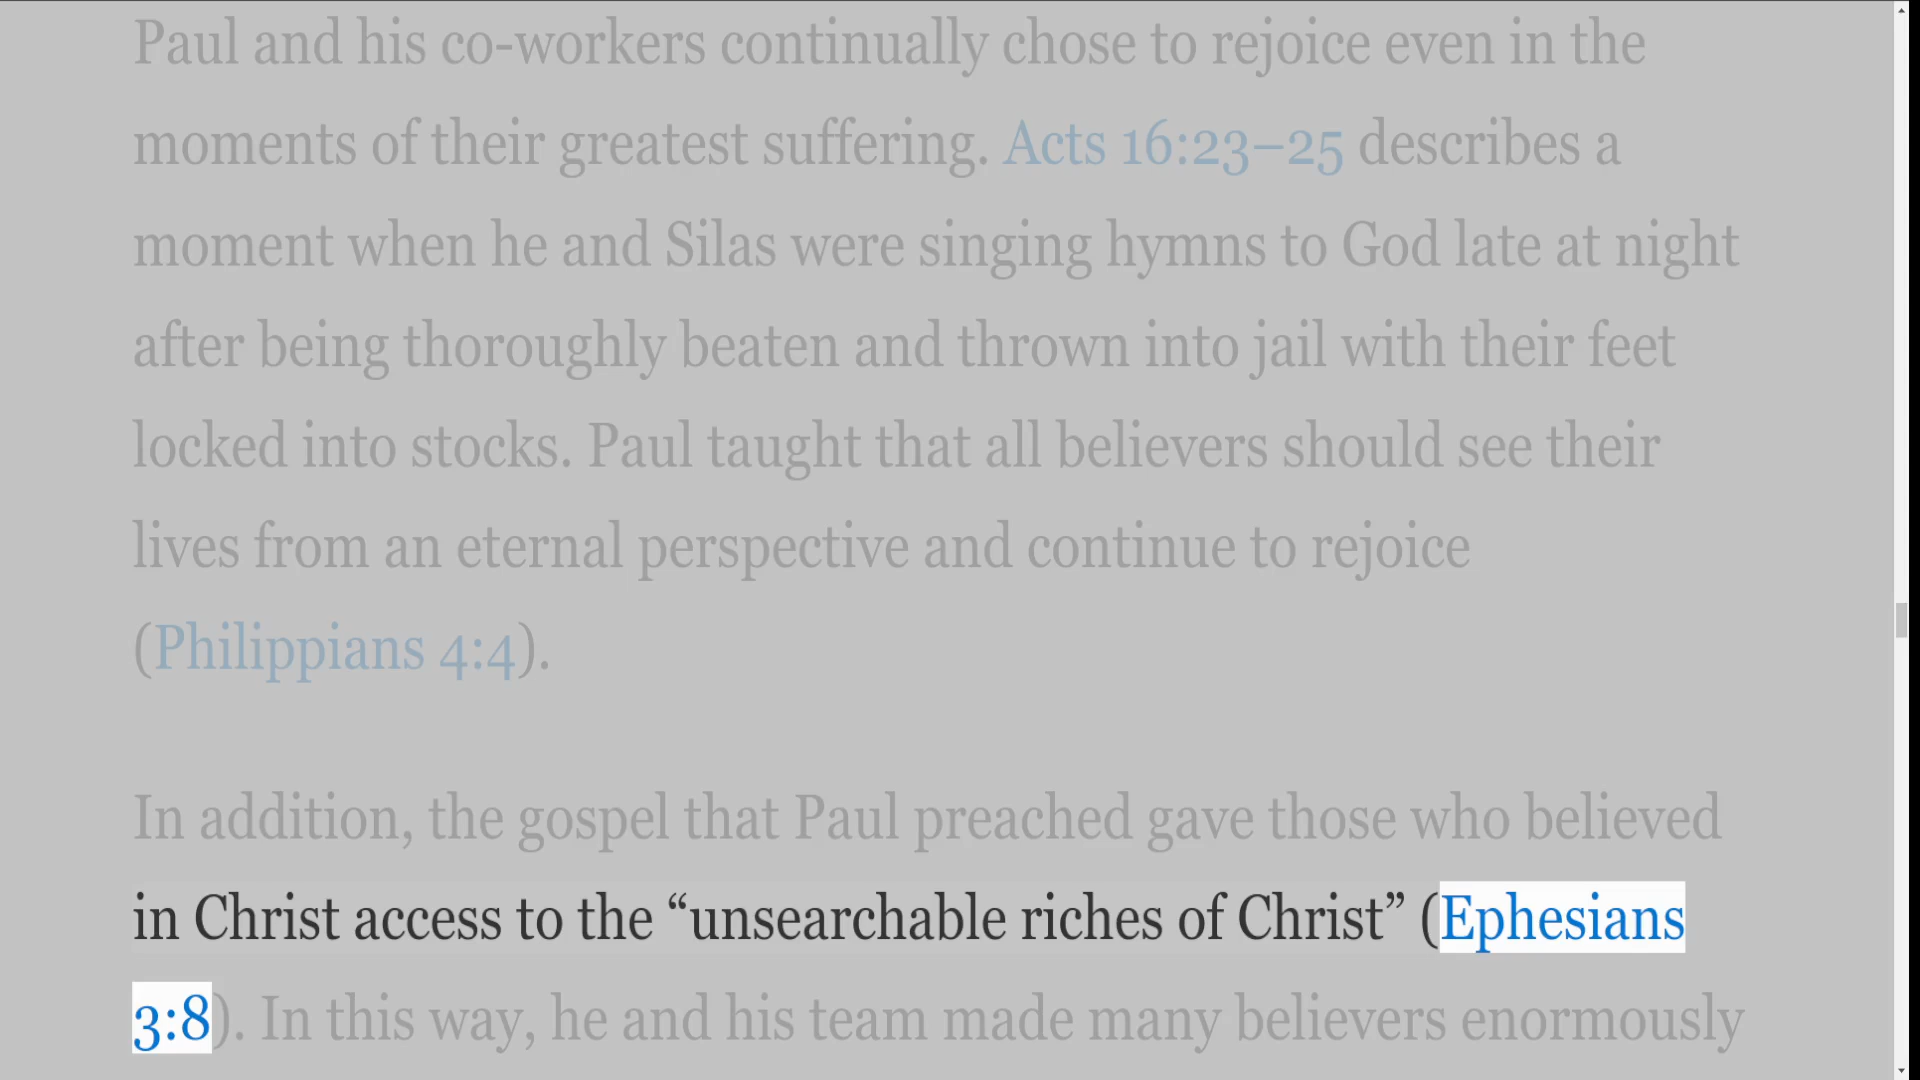 Paul and his co-workers continually chose to rejoice even in the
moments of their greatest suffering. Acts 16:23–25 describes a
moment when he and Silas were singing hymns to God late at night
after being thoroughly beaten and thrown into jail with their feet
locked into stocks. Paul taught that all believers should see their
lives from an eternal perspective and continue to rejoice
(Philippians 4:4).
In addition, the gospel that Paul preached gave those who believed
in Christ access to the “unsearchable riches of Christ” (Ephesians
3:8). In this way, he and his team made many believers enormously